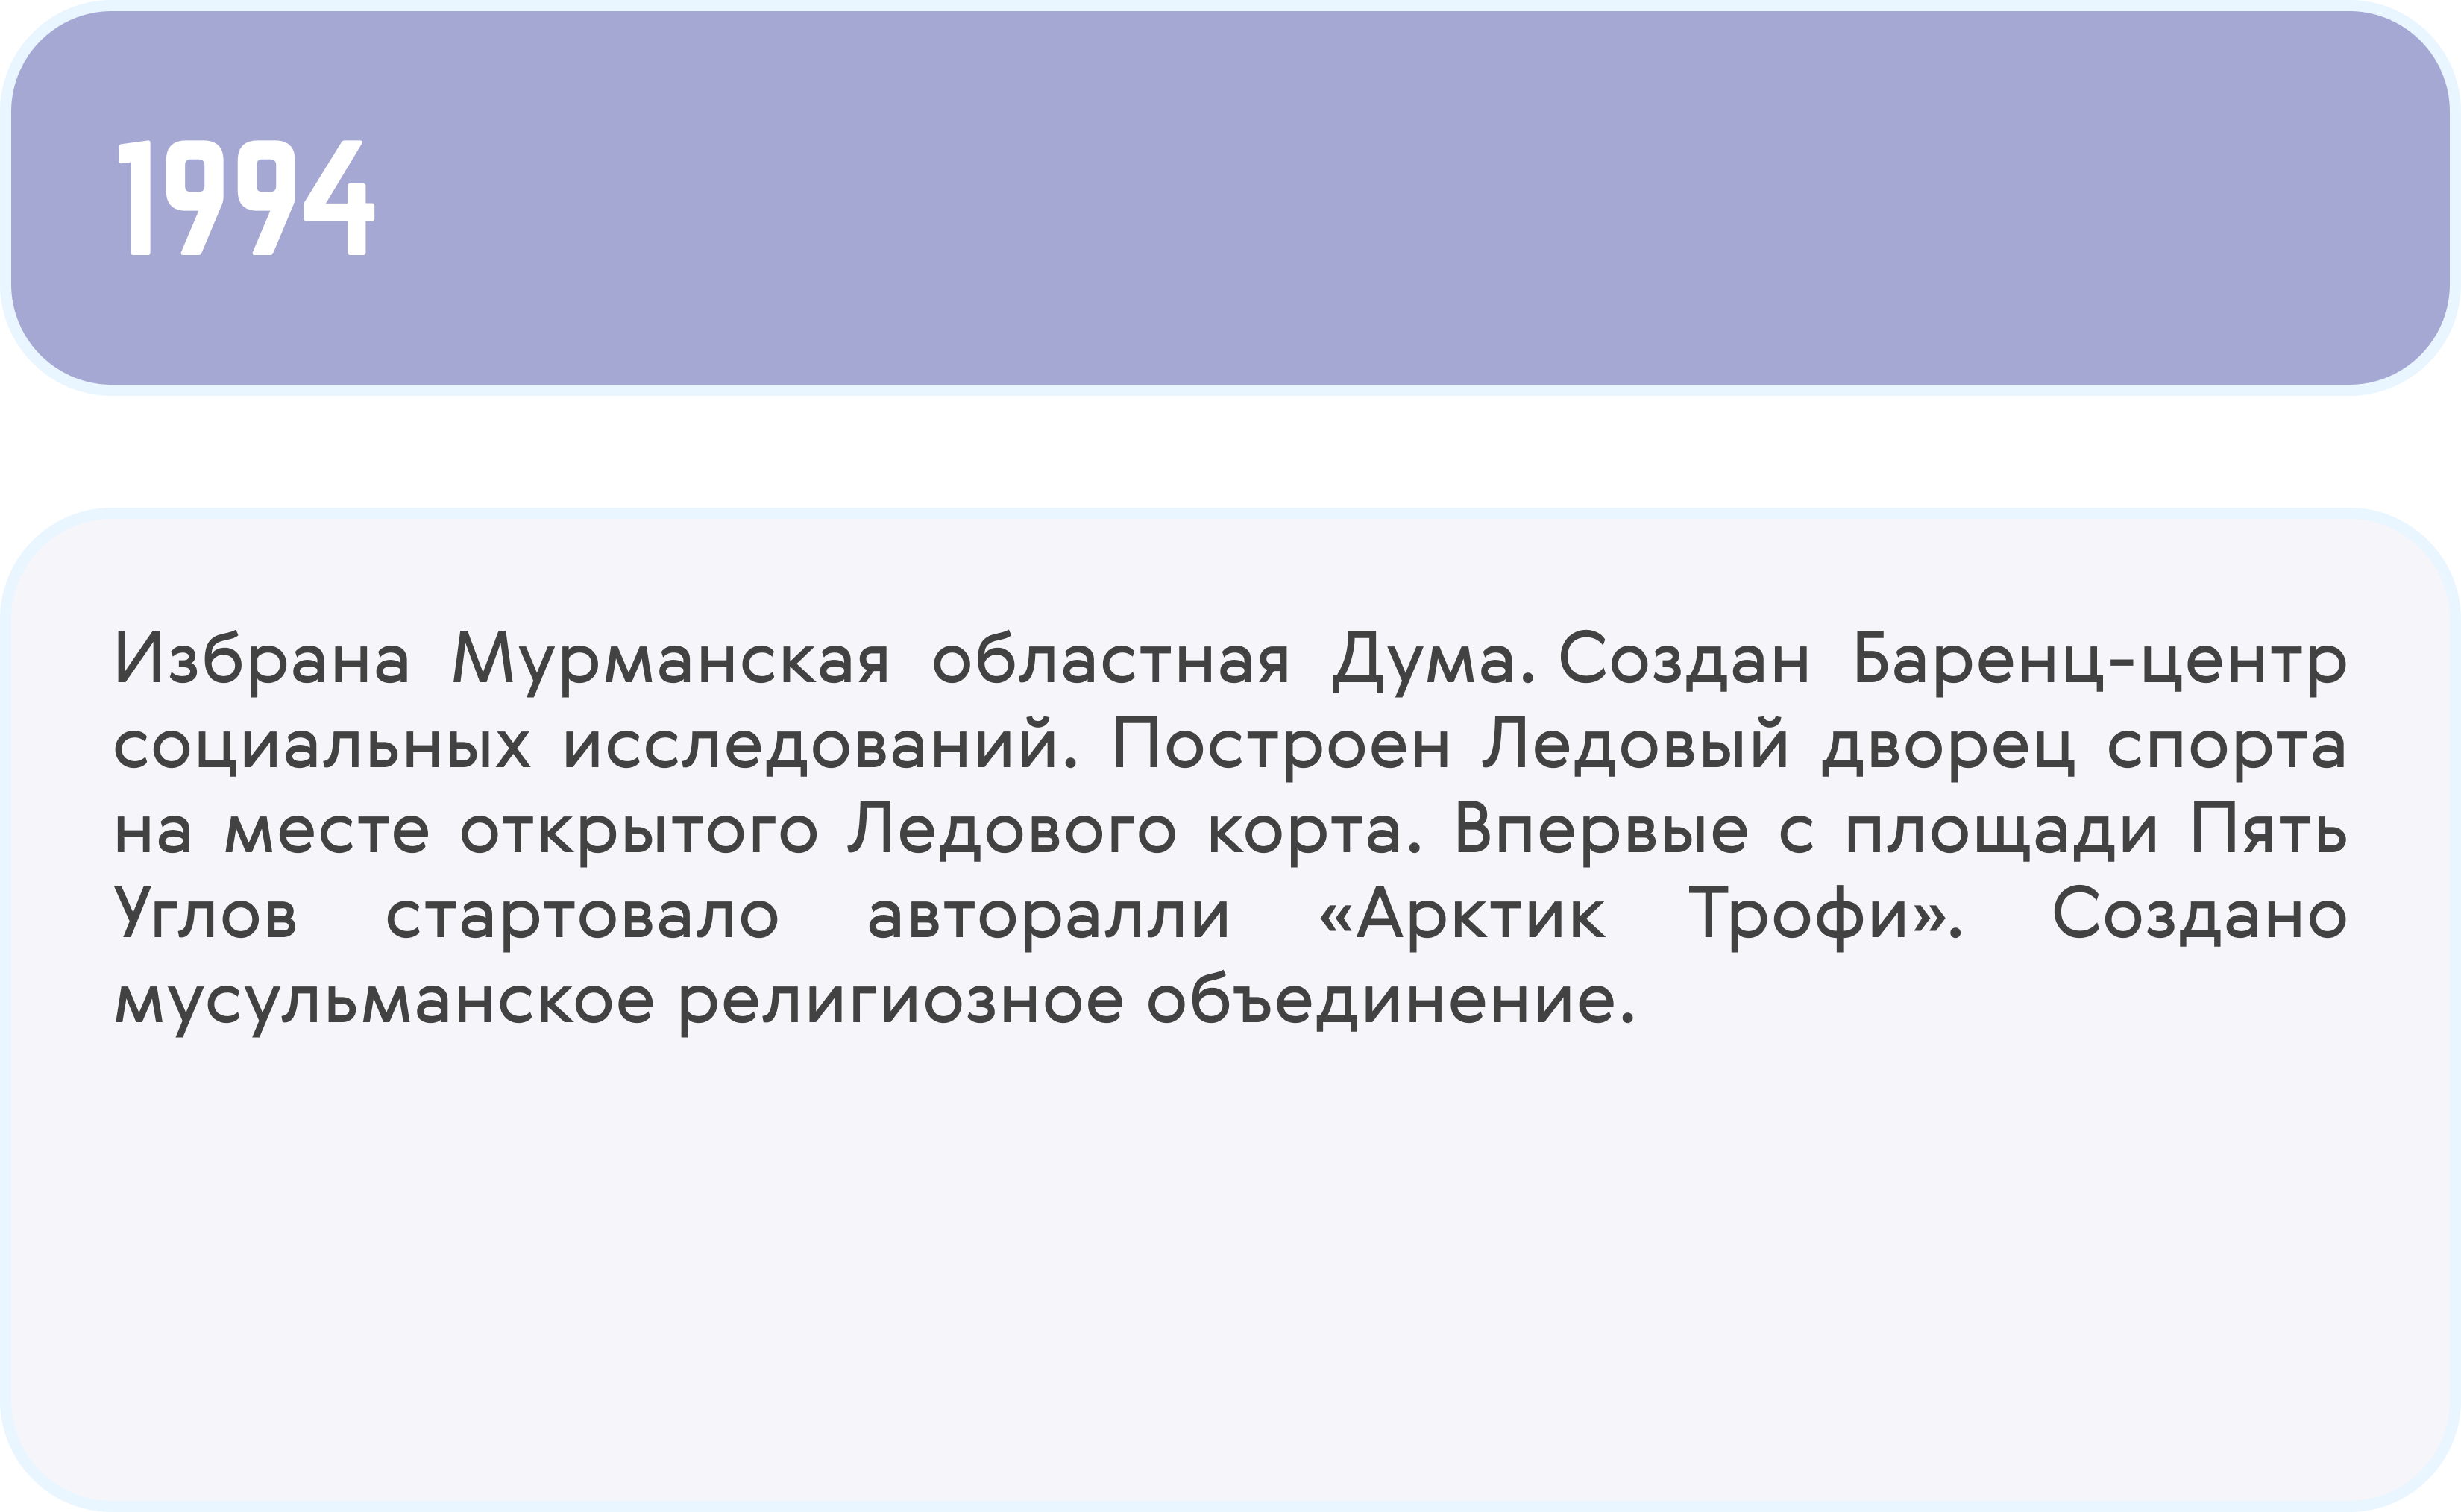 1994
Избрана Мурманская областная Дума. Создан Баренц-центр
социальных исследований. Построен Ледовый дворец спорта
на месте открытого Ледового корта. Впервые с площади Пять
Углов стартовало авторалли «Арктик Трофи». Создано
мусульманское религиозное объединение.